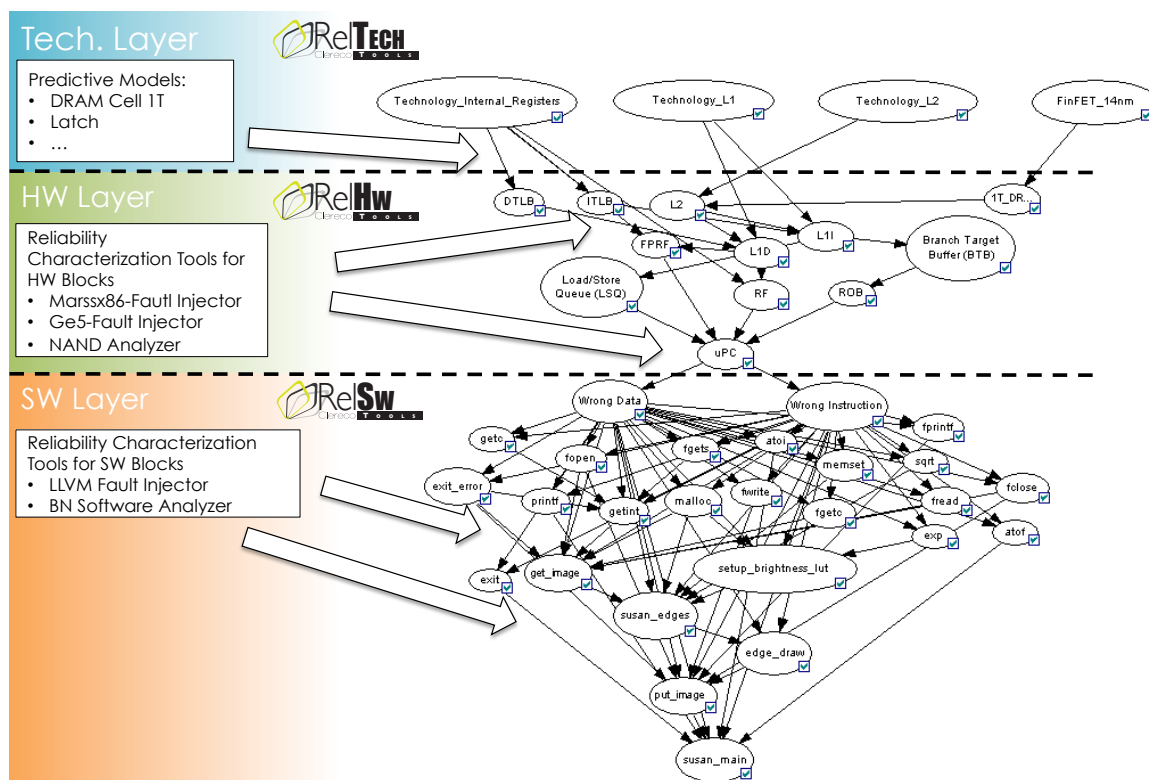 Tech. Layer
RelTech
Clereco Tools
Predictive Models:
• DRAM Cell 1T
• Latch
• …
Technology_Internal_Registers
Technology_L1
Technology_L2
FinFET_14nm
HW Layer
RelHw
Clereco Tools
Reliability
Characterization Tools for
HW Blocks
• Marssx86-Fautl Injector
• Ge5-Fault Injector
• NAND Analyzer
DTLB
ITLB
L2
1T_DR...
FPRF
L1D
L1I
Branch Target
Buffer (BTB)
Load/Store
Queue (LSQ)
RF
ROB
uPC
SW Layer
RelSw
Clereco Tools
Reliability Characterization
Tools for SW Blocks
• LLVM Fault Injector
• BN Software Analyzer
Wrong Data
Wrong Instruction
getc
fopen
fgets
atoi
memset
sqrt
fprintf
exit_error
printf
getint
malloc
fwrite
fgetc
fread
fclose
exp
atof
exit
get_image
setup_brightness_lut
susan_edges
edge_draw
put_image
susan_main